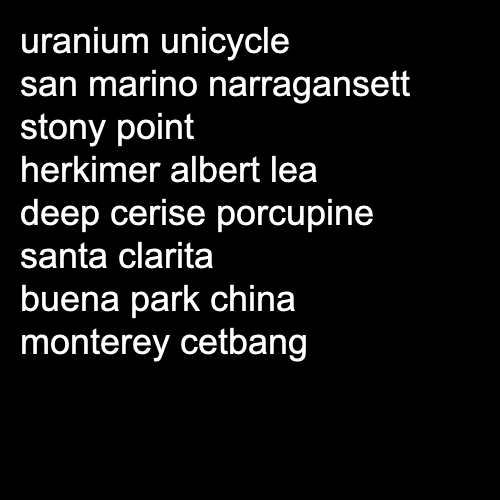 uranium unicycle
san marino narragansett
stony point
herkimer albert lea
deep cerise porcupine
santa clarita
buena park china
monterey cetbang